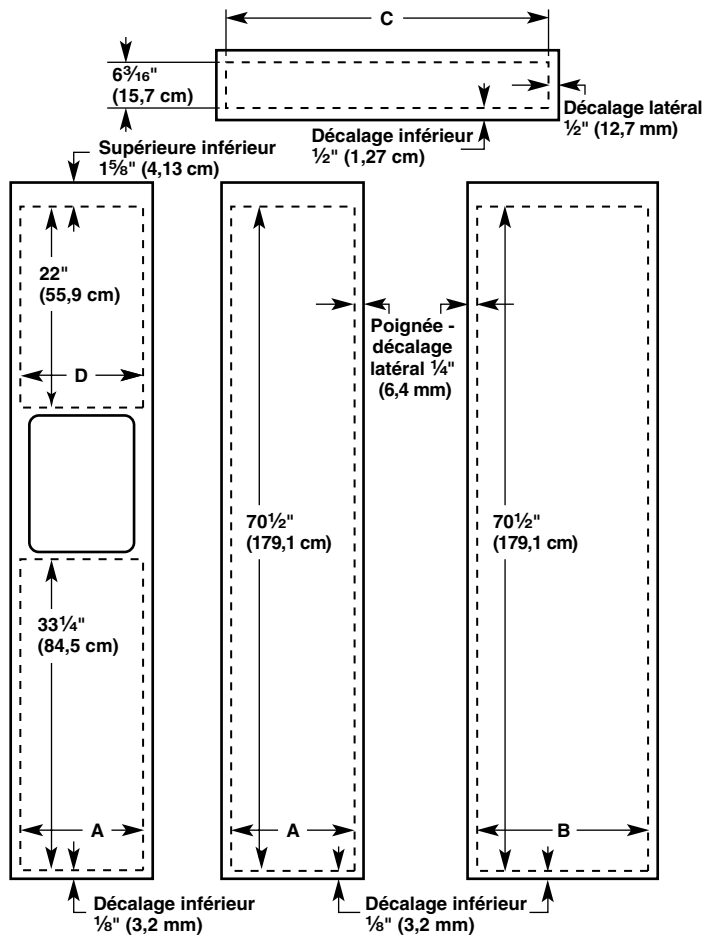 C
6 3⁄16"
(15,7 cm)
Décalage latéral
½" (12,7 mm)
Décalage inférieur
½" (1,27 cm)
Supérieure inférieur
1⅝" (4,13 cm)
22"
(55,9 cm)
D
Poignée -
décalage
latéral ¼"
(6,4 mm)
70½"
(179,1 cm)
70½"
(179,1 cm)
33¼"
(84,5 cm)
A
A
B
Décalage inférieur
⅛" (3,2 mm)
Décalage inférieur
⅛" (3,2 mm)